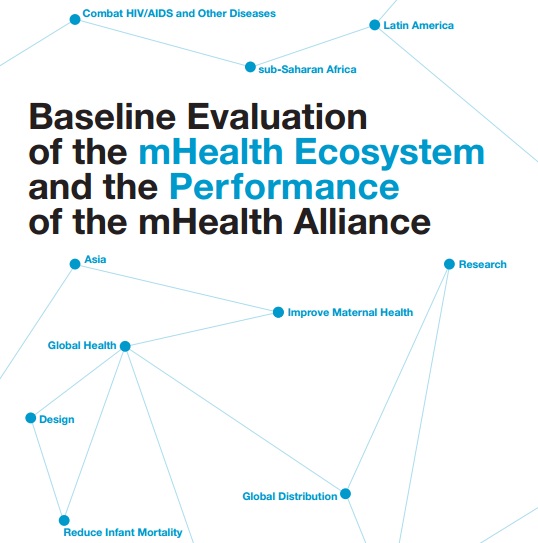 Combat HIV/AIDS and Other Diseases
Latin America
sub-Saharan Africa
Baseline Evaluation
of the mHealth Ecosystem
and the Performance
of the mHealth Alliance
Asia
Research
Improve Maternal Health
Global Health
Design
Global Distribution
Reduce Infant Mortality